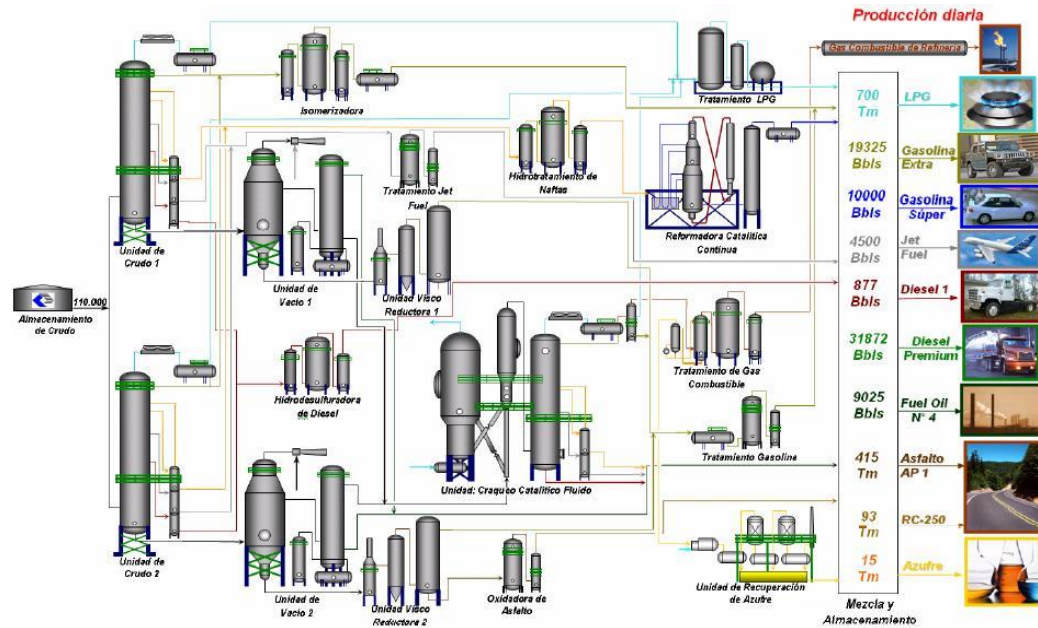 Producción diaria
Gas Combustible de Refinería
Isomerizadora
Tratamiento LPG
700
Tm
LPG
19325
Bbls
Gasolina
Extra
10000
Bbls
Gasolina
Súper
4500
Bbls
Jet
Fuel
877
Bbls
Diesel 1
31872
Bbls
Diesel
Premium
9025
Bbls
Fuel Oil
N° 4
415
Tm
Asfalto
AP 1
93
Tm
RC-250
15
Tm
Azufre
Mezcla y
Almacenamiento
Tratamiento Jet
Fuel
Hidrotratamiento de
Naftas
Reformadora Catalítica
Continua
Unidad de
Crudo 1
Unidad de
Vacío 1
Unidad Visco
Reductora 1
110.000
Almacenamiento
de Crudo
Hidrodesulfuradora
de Diesel
Tratamiento de Gas
Combustible
Tratamiento Gasolina
Unidad: Craqueo Catalítico Fluido
Unidad de
Crudo 2
Unidad de
Vacío 2
Unidad Visco
Reductora 2
Oxidadora de
Asfalto
Unidad de Recuperación
de Azufre